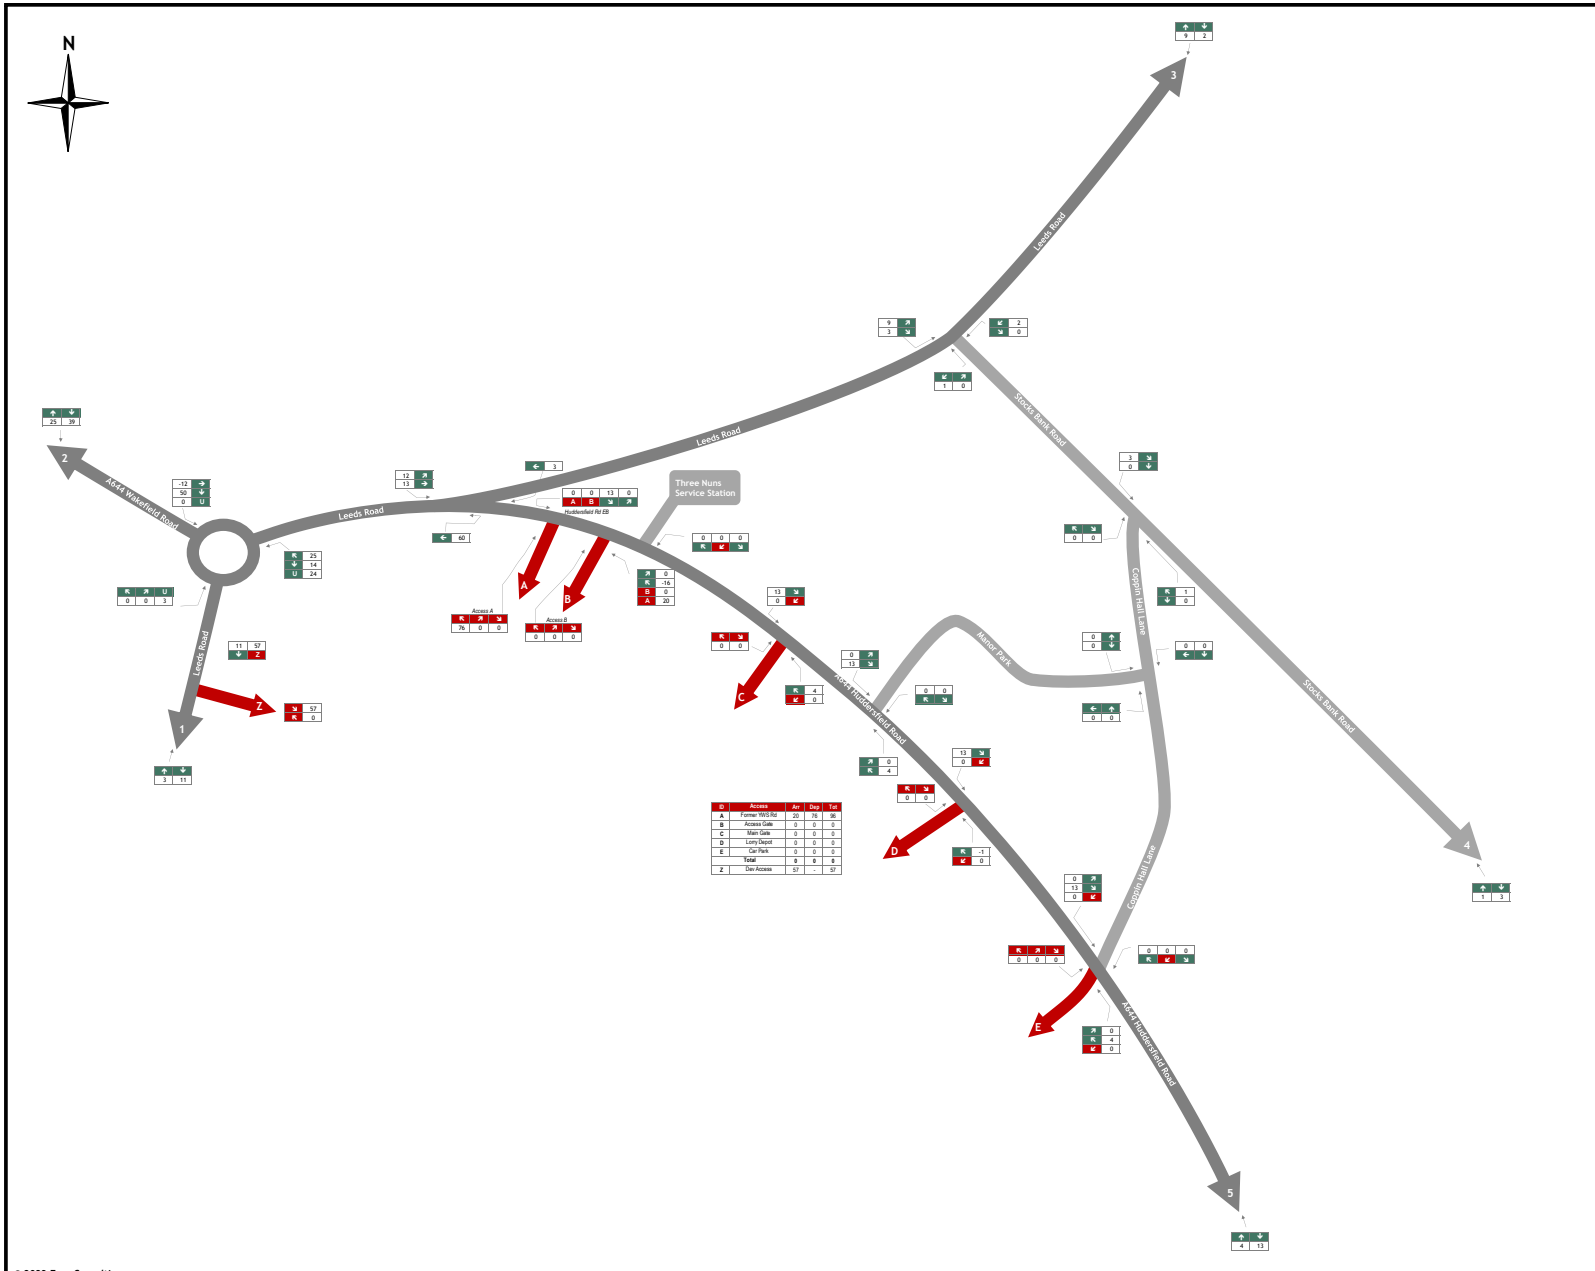 ↑ ↓
9 2
N
3
Leeds Road
9 ↗
3 ↘
↙ 2
↘ 0
↙ ↗
1 0
Stocks Bank Road
↑ ↓
25 39
2
A644 Wakefield Road
-12 →
50 ↓
0 U
12 ↗
13 →
Leeds Road
← 3
0 0 13 0
A B ↘ ↗
Huddersfield Rd EB
Three Nuns
Service Station
3 ↘
0 ↓
Leeds Road
← 60
↖ ↘
0 0
0 0 0
↖ ↙ ↘
↖ 25
↓ 14
U 24
↖ ↗ U
0 0 3
A
B
↗ 0
↖ -16
B 0
A 20
Access A
↖ ↗ ↘
76 0 0
Access B
↖ ↗ ↘
0 0 0
13 ↘
0 ↙
Coppin Hall Lane
↖ 1
↓ 0
Leeds Road
11 57
↓ Z
↖ ↘
0 0
0 ↗
13 ↘
Manor Park
0 ↑
0 ↓
0 0
← ↓
C
↖ 4
↙ 0
0 0
↖ ↘
← ↑
0 0
Z
↘ 57
↖ 0
1
A644 Huddersfield Road
Stocks Bank Road
↑ ↓
3 11
↗ 0
↖ 4
13 ↘
0 ↙
↖ ↘
0 0
ID Access Arr Dep Tot
A Former YWS Rd 20 76 96
B Access Gate 0 0 0
C Main Gate 0 0 0
D Lorry Depot 0 0 0
E Car Park 0 0 0
Total 0 0 0
Z Dev Access 57 - 57
D
↖ -1
↙ 0
4
↑ ↓
1 3
0 ↗
13 ↘
0 ↙
Coppin Hall Lane
↖ ↗ ↘
0 0 0
0 0 0
↖ ↙ ↘
E
↗ 0
↖ 4
↙ 0
A644 Huddersfield Road
5
↑ ↓
4 13